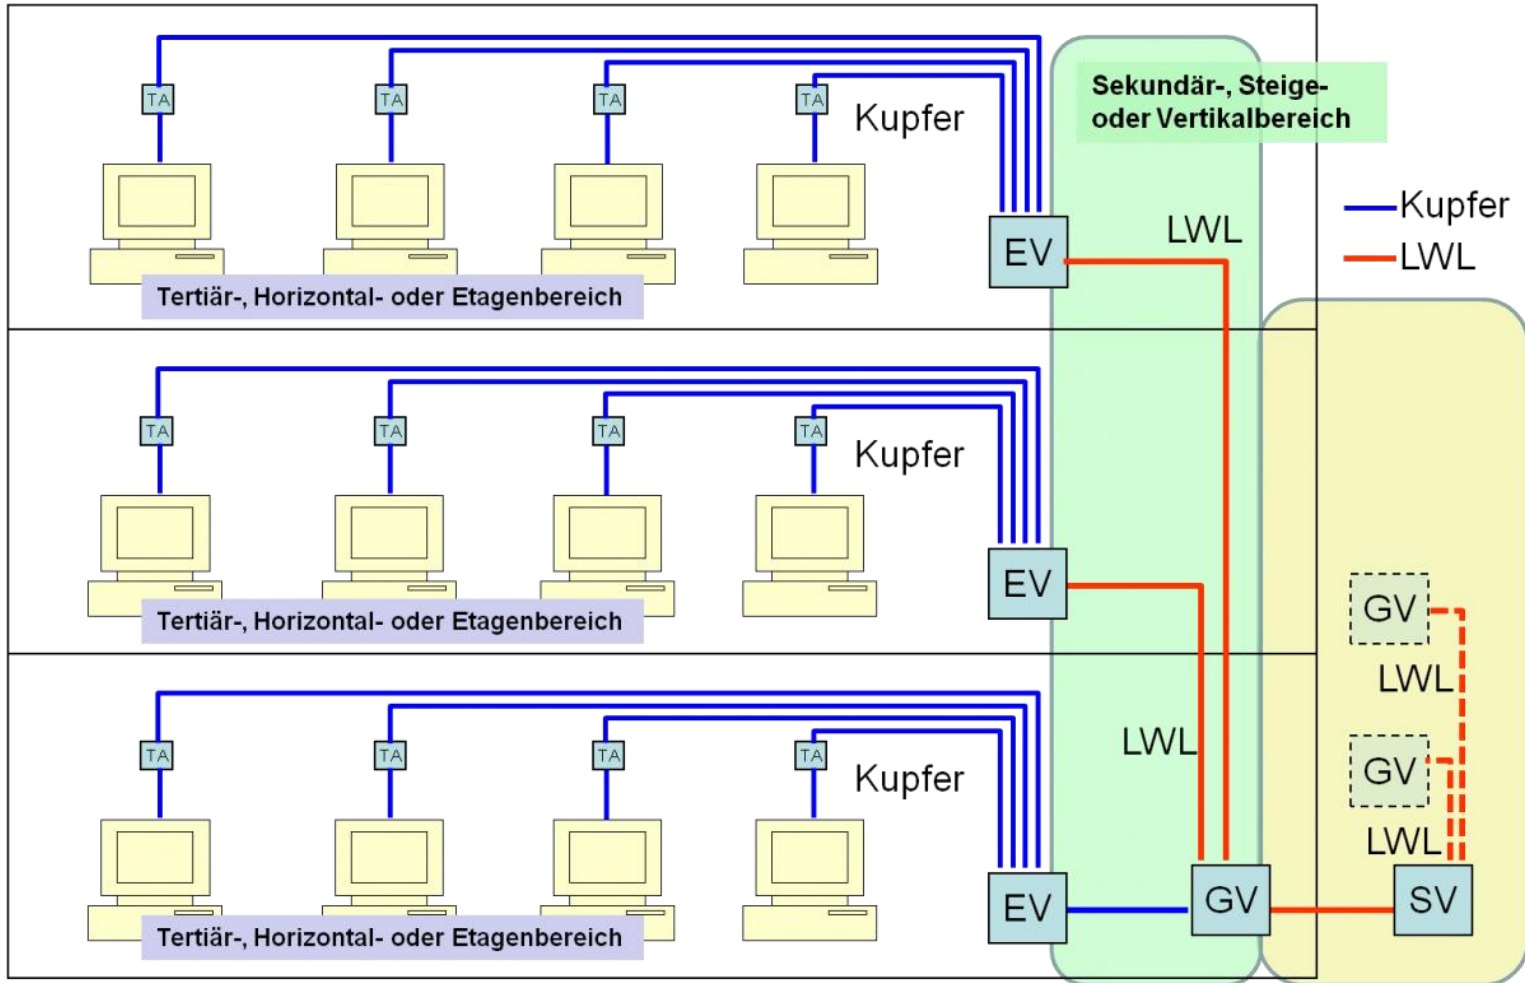 TA
TA
TA
TA
Kupfer
Sekundär-, Steige-
oder Vertikalbereich
Kupfer
LWL
EV
LWL
Tertiär-, Horizontal- oder Etagenbereich
TA
TA
TA
TA
Kupfer
EV
Tertiär-, Horizontal- oder Etagenbereich
GV
LWL
TA
TA
TA
TA
Kupfer
LWL
GV
LWL
EV
GV
SV
Tertiär-, Horizontal- oder Etagenbereich